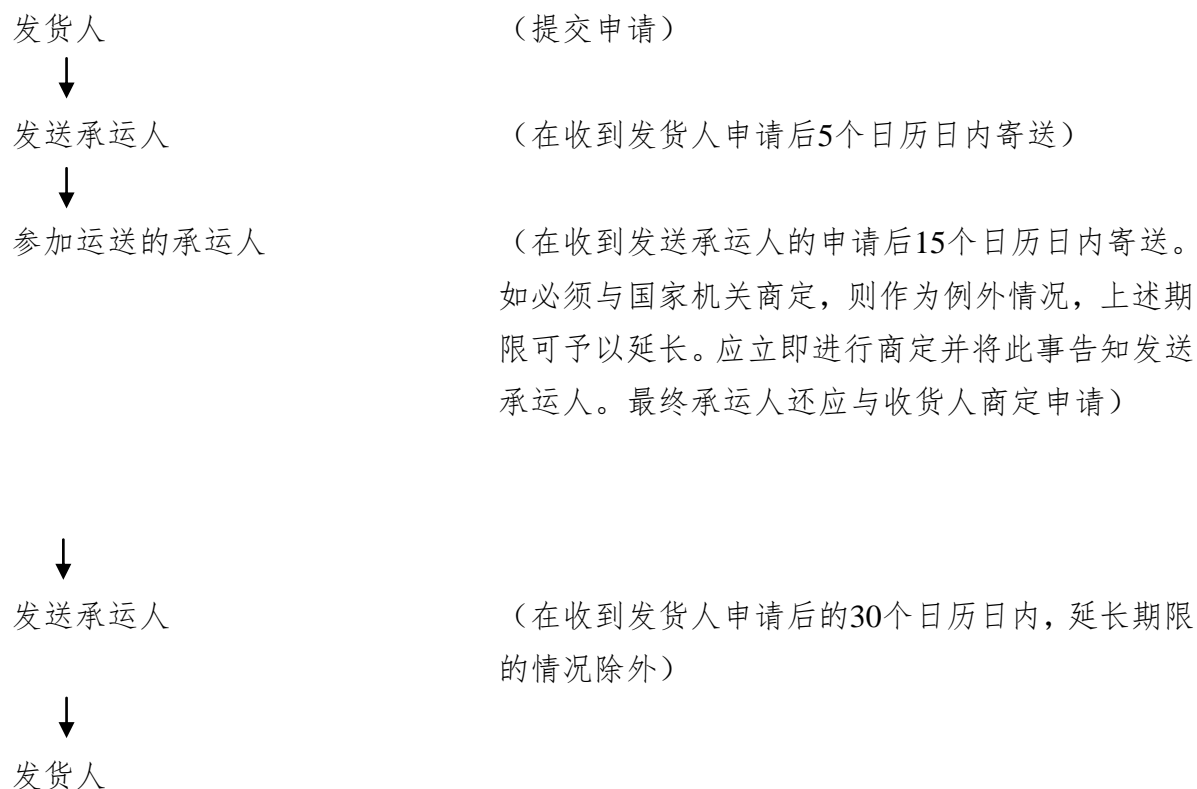 发货人 （提交申请）
发送承运人 （在收到发货人申请后5个日历日内寄送）
参加运送的承运人 （在收到发送承运人的申请后15个日历日内寄送。
如必须与国家机关商定，则作为例外情况，上述期
限可予以延长。应立即进行商定并将此事告知发送
承运人。最终承运人还应与收货人商定申请）
发送承运人 （在收到发货人申请后的30个日历日内，延长期限
的情况除外）
发货人